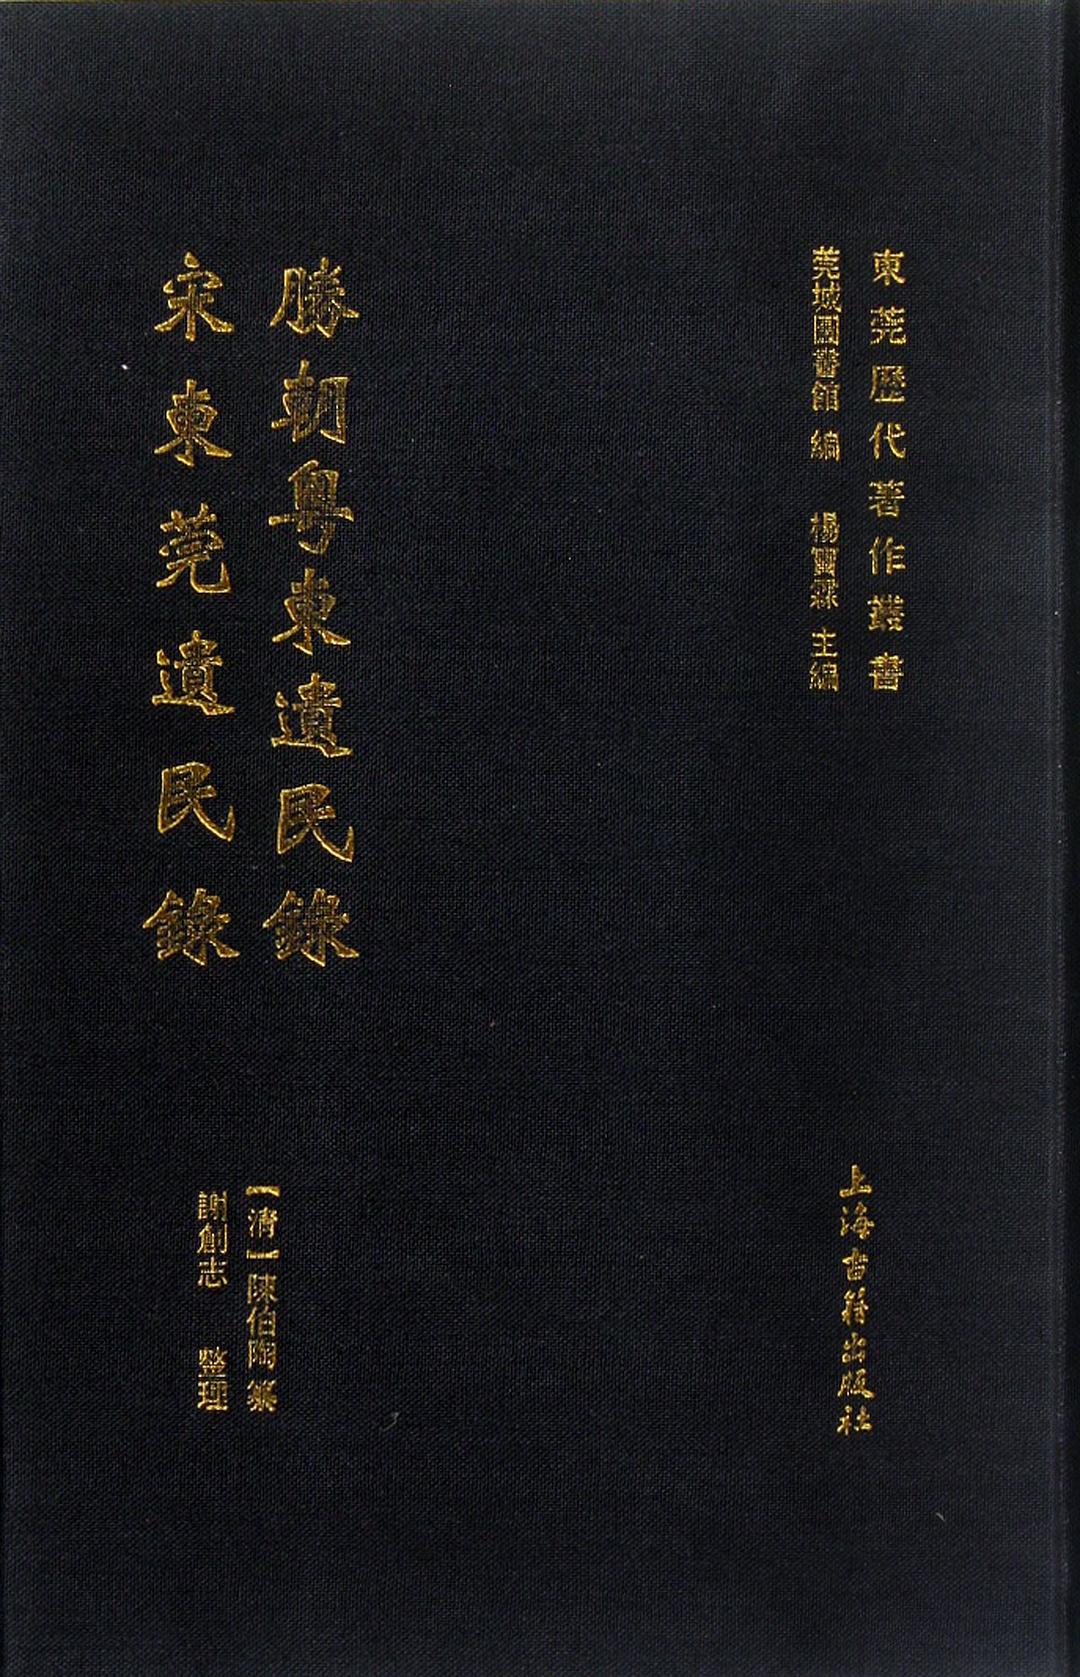 東莞歷代著作叢書
莞城圖書館 編 楊寶霖 主編
勝朝粵東遺民錄
宋東莞遺民錄
【清】陳伯陶 纂
謝創志 整理
上海古籍出版社